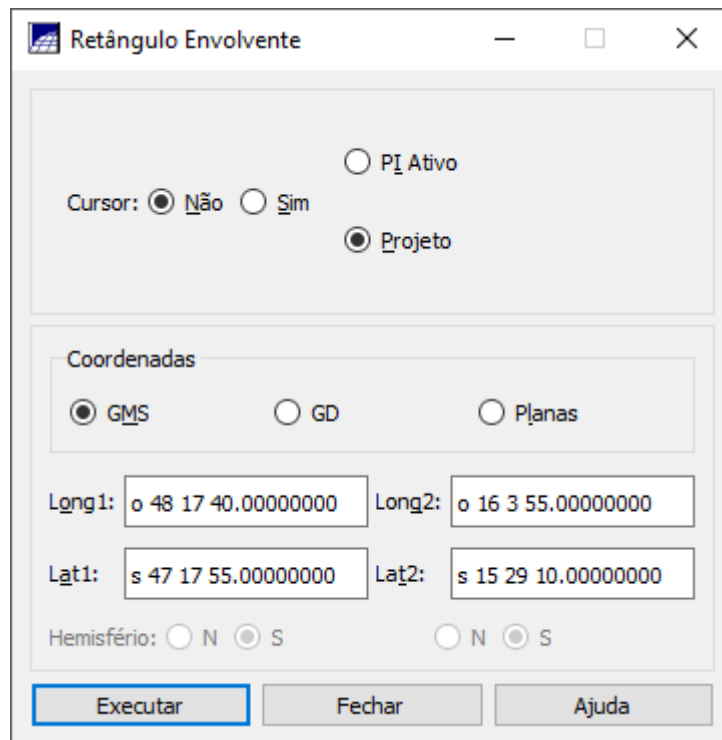 Retângulo Envolvente
PI Ativo
Cursor: Não Sim
Projeto
Coordenadas
GMS GD Planas
Long1: o 48 17 40.00000000 Long2: o 16 3 55.00000000
Lat1: s 47 17 55.00000000 Lat2: s 15 29 10.00000000
Hemisfério: N S N S
Executar Fechar Ajuda